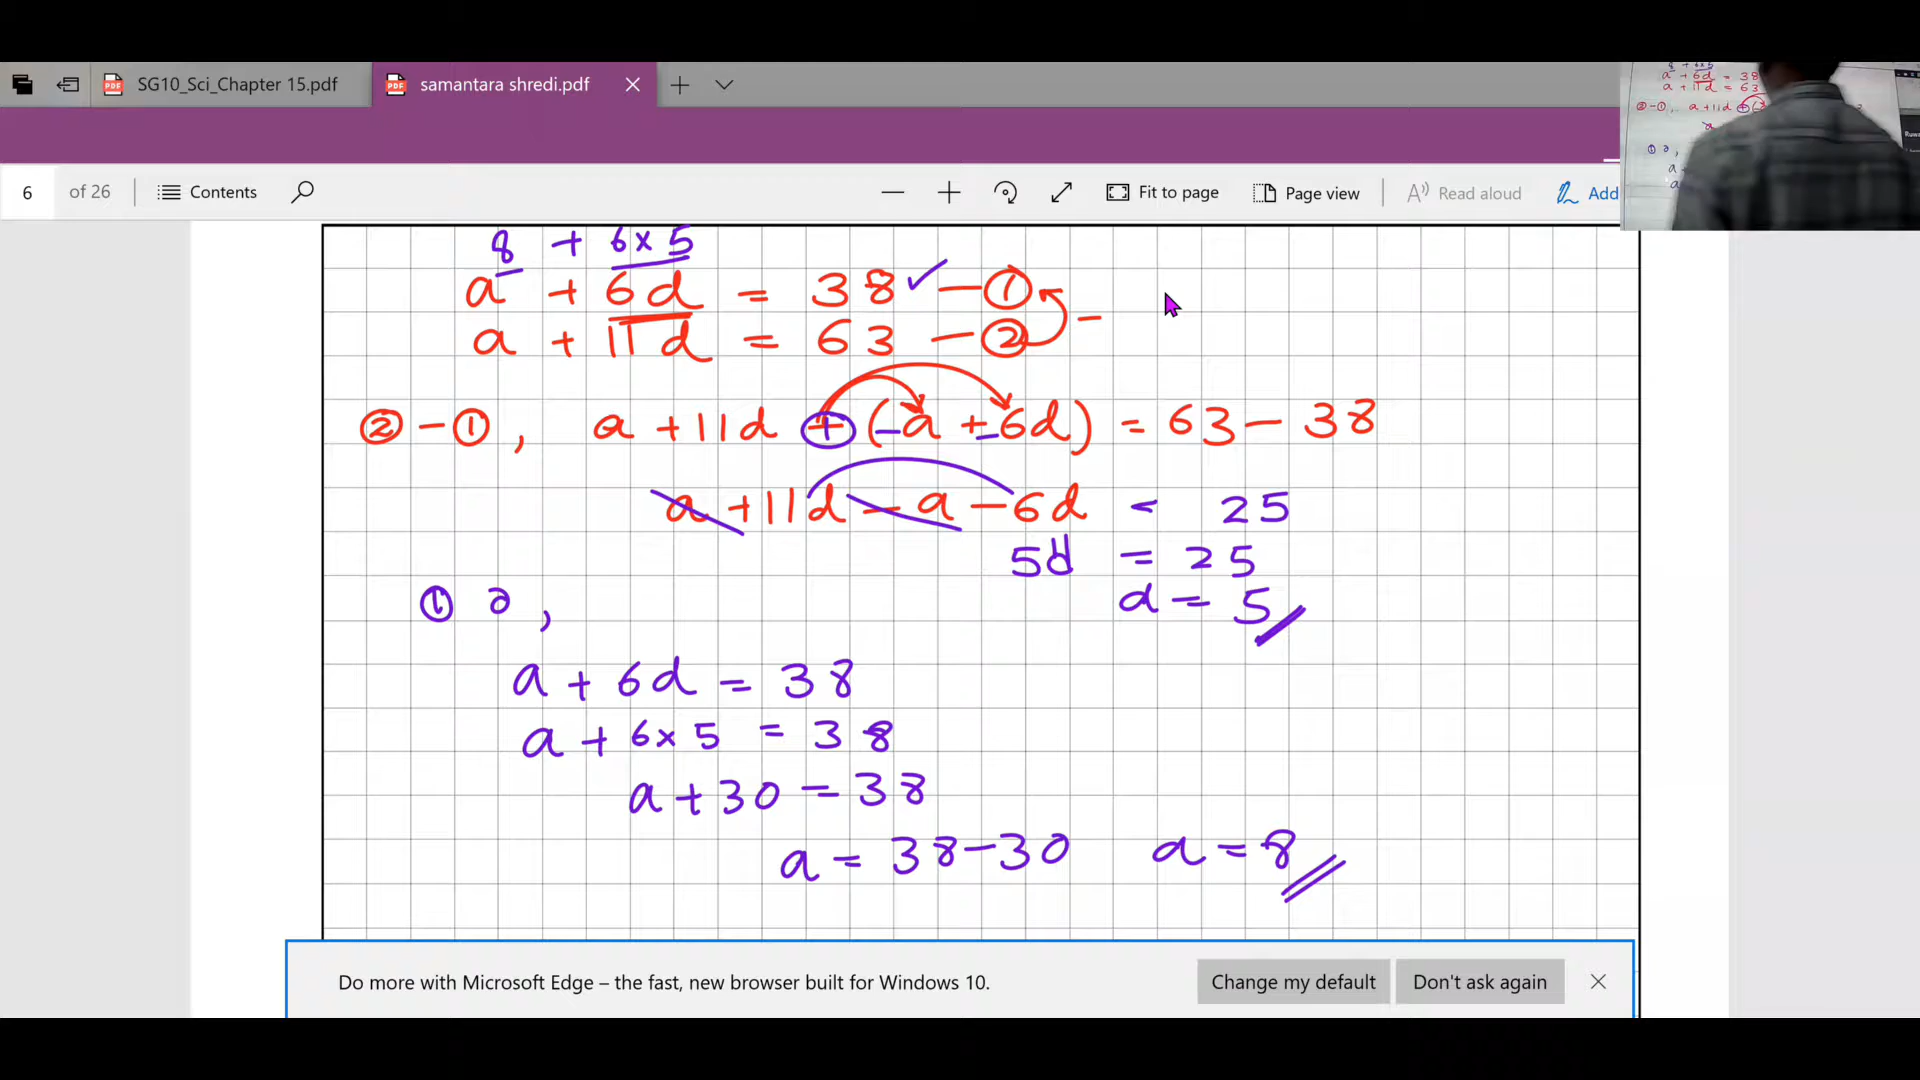 SG10_Sci_Chapter 15.pdf
samantara shredi.pdf
6 of 26
Contents
Fit to page
Page view
Read aloud
Add
8 + 6×5
a + 6d = 38 ✓ — ①
a + 11d = 63 — ② —
② − ①, a + 11d + (−a + −6d) = 63 − 38
a + 11d − a − 6d = 25
5d = 25
d = 5
① ට,
a + 6d = 38
a + 6×5 = 38
a + 30 = 38
a = 38 − 30 a = 8
Do more with Microsoft Edge – the fast, new browser built for Windows 10.
Change my default
Don't ask again